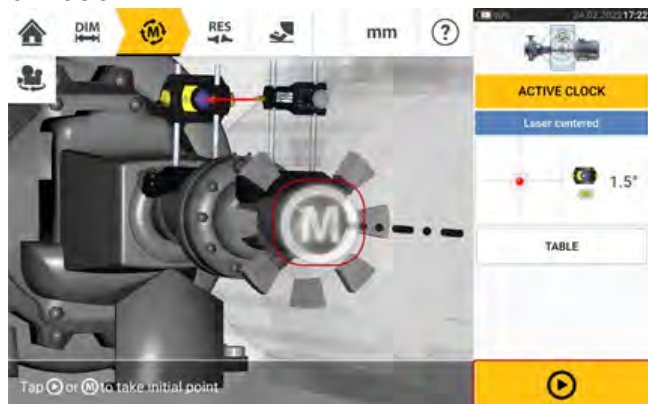 DIM
M
RES
mm
?
24.02.2022 17:22
ACTIVE CLOCK
Laser centered
M
1.5°
TABLE
Tap or M to take initial point